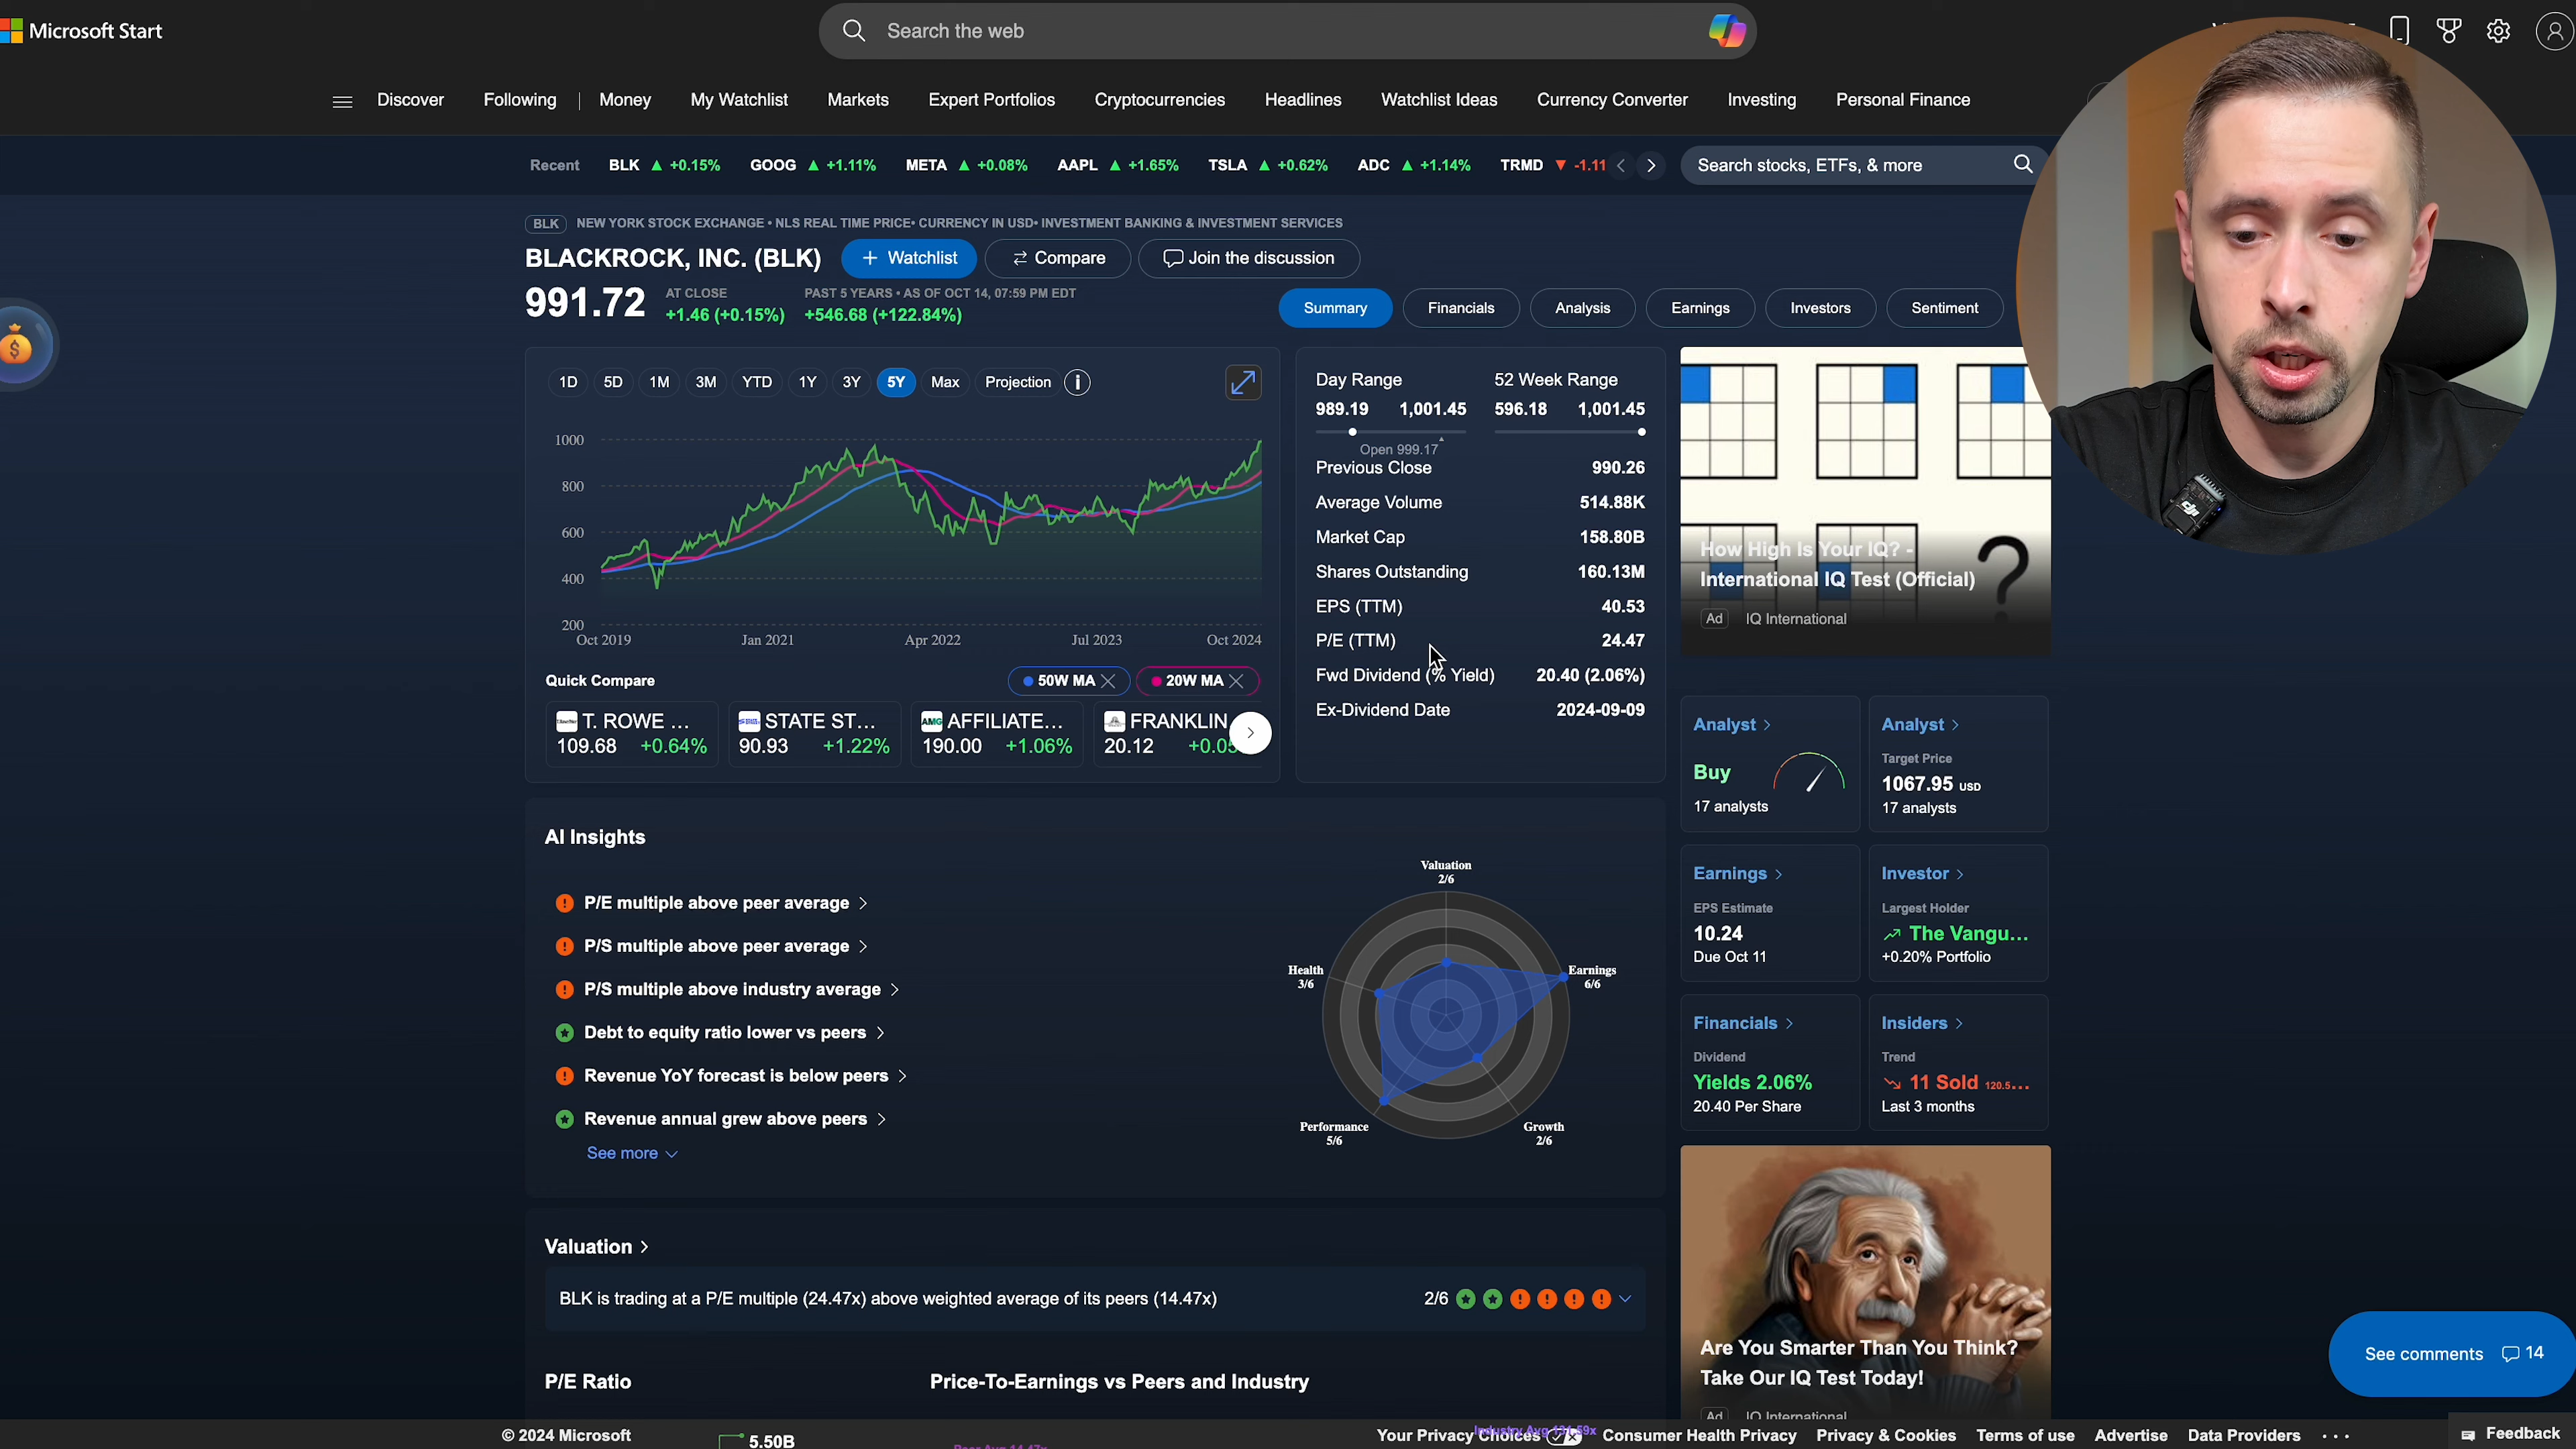 Microsoft Start
Search the web
Discover Following Money My Watchlist Markets Expert Portfolios Cryptocurrencies Headlines Watchlist Ideas Currency Converter Investing Personal Finance
Recent BLK ▲ +0.15% GOOG ▲ +1.11% META ▲ +0.08% AAPL ▲ +1.65% TSLA ▲ +0.62% ADC ▲ +1.14% TRMD ▼ -1.11
Search stocks, ETFs, & more
BLK NEW YORK STOCK EXCHANGE • NLS REAL TIME PRICE• CURRENCY IN USD• INVESTMENT BANKING & INVESTMENT SERVICES
BLACKROCK, INC. (BLK)
+ Watchlist
Compare
Join the discussion
991.72
AT CLOSE
+1.46 (+0.15%)
PAST 5 YEARS • AS OF OCT 14, 07:59 PM EDT
+546.68 (+122.84%)
Summary Financials Analysis Earnings Investors Sentiment
1D 5D 1M 3M YTD 1Y 3Y 5Y Max Projection
1000
800
600
400
200
Oct 2019 Jan 2021 Apr 2022 Jul 2023 Oct 2024
Quick Compare
50W MA
20W MA
T. ROWE ...
109.68 +0.64%
STATE ST...
90.93 +1.22%
AMG AFFILIATE...
190.00 +1.06%
FRANKLIN
20.12
Day Range
989.19 1,001.45
Open 999.17
52 Week Range
596.18 1,001.45
Previous Close 990.26
Average Volume 514.88K
Market Cap 158.80B
Shares Outstanding 160.13M
EPS (TTM) 40.53
P/E (TTM) 24.47
Fwd Dividend (% Yield) 20.40 (2.06%)
Ex-Dividend Date 2024-09-09
How High Is Your IQ? -
International IQ Test (Official)
Ad IQ International
dji
AI Insights
P/E multiple above peer average
P/S multiple above peer average
P/S multiple above industry average
Debt to equity ratio lower vs peers
Revenue YoY forecast is below peers
Revenue annual grew above peers
See more
Valuation
2/6
Earnings
6/6
Growth
2/6
Performance
5/6
Health
3/6
Analyst
Buy
17 analysts
Analyst
Target Price
1067.95 USD
17 analysts
Earnings
EPS Estimate
10.24
Due Oct 11
Investor
Largest Holder
The Vangu...
+0.20% Portfolio
Financials
Dividend
Yields 2.06%
20.40 Per Share
Insiders
Trend
11 Sold 120.5...
Last 3 months
Valuation
BLK is trading at a P/E multiple (24.47x) above weighted average of its peers (14.47x)
2/6
P/E Ratio
Price-To-Earnings vs Peers and Industry
Are You Smarter Than You Think?
Take Our IQ Test Today!
Ad IQ International
See comments 14
5.50B
Industry Avg 131.59x
© 2024 Microsoft
Your Privacy Choices Consumer Health Privacy Privacy & Cookies Terms of use Advertise Data Providers ...
Feedback